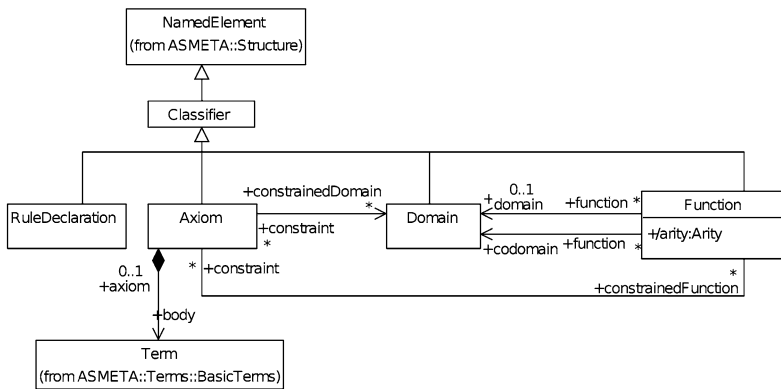 NamedElement
(from ASMETA::Structure)
Classifier
RuleDeclaration
Axiom
+constrainedDomain
*
+constraint
*
Domain
0..1
+
domain
+function
*
+codomain
+function
*
Function
+/arity:Arity
0..1
+axiom
*
+constraint
*
+constrainedFunction
+body
Term
(from ASMETA::Terms::BasicTerms)